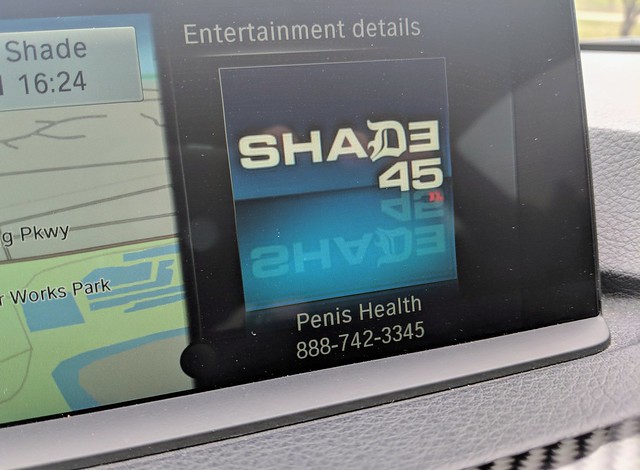 Shade
16:24
g Pkwy
r Works Park
Entertainment details
SHADE
45
Penis Health
888-742-3345